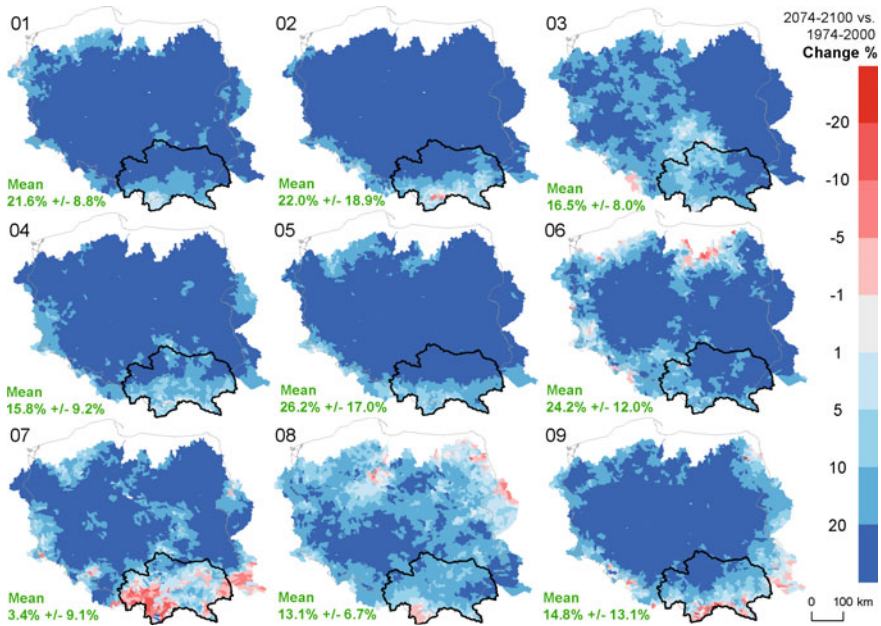 01
02
03
2074-2100 vs.
1974-2000
Change %
-20
-10
-5
-1
1
5
10
20
Mean
21.6% +/- 8.8%
Mean
22.0% +/- 18.9%
Mean
16.5% +/- 8.0%
04
05
06
Mean
15.8% +/- 9.2%
Mean
26.2% +/- 17.0%
Mean
24.2% +/- 12.0%
07
08
09
Mean
3.4% +/- 9.1%
Mean
13.1% +/- 6.7%
Mean
14.8% +/- 13.1%
0 100 km